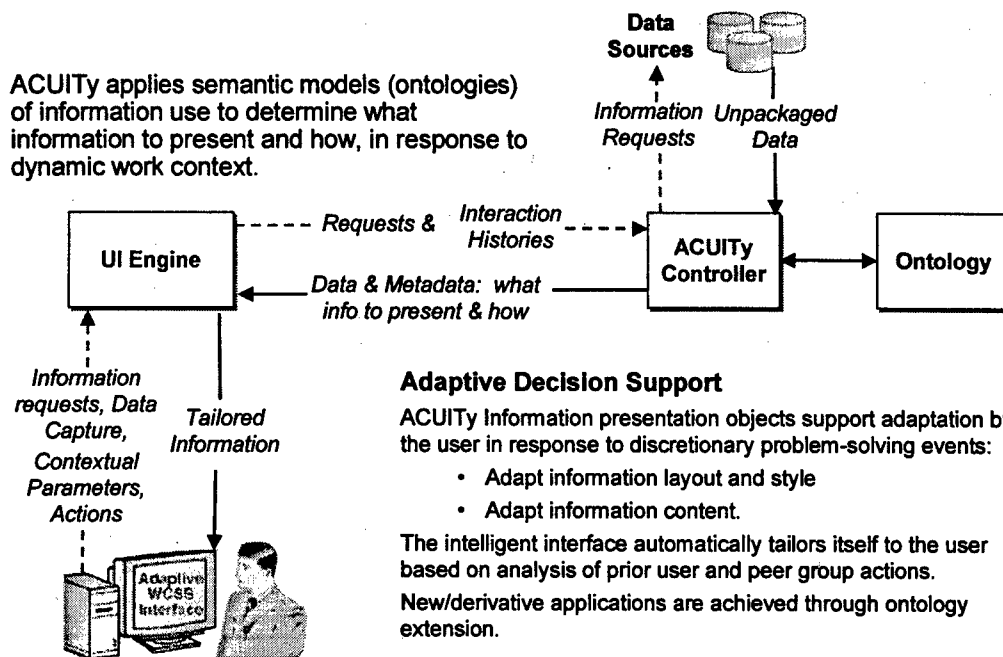 Data
Sources
ACUITy applies semantic models (ontologies)
of information use to determine what
information to present and how, in response to
dynamic work context.
Information
Requests
Unpackaged
Data
Requests &
Interaction
Histories
UI Engine
ACUITy
Controller
Ontology
Data & Metadata: what
info to present & how
Information
requests, Data
Capture,
Contextual
Parameters,
Actions
Tailored
Information
Adaptive
WCSS
Interface
Adaptive Decision Support
ACUITy Information presentation objects support adaptation b
the user in response to discretionary problem-solving events:
• Adapt information layout and style
• Adapt information content.
The intelligent interface automatically tailors itself to the user
based on analysis of prior user and peer group actions.
New/derivative applications are achieved through ontology
extension.